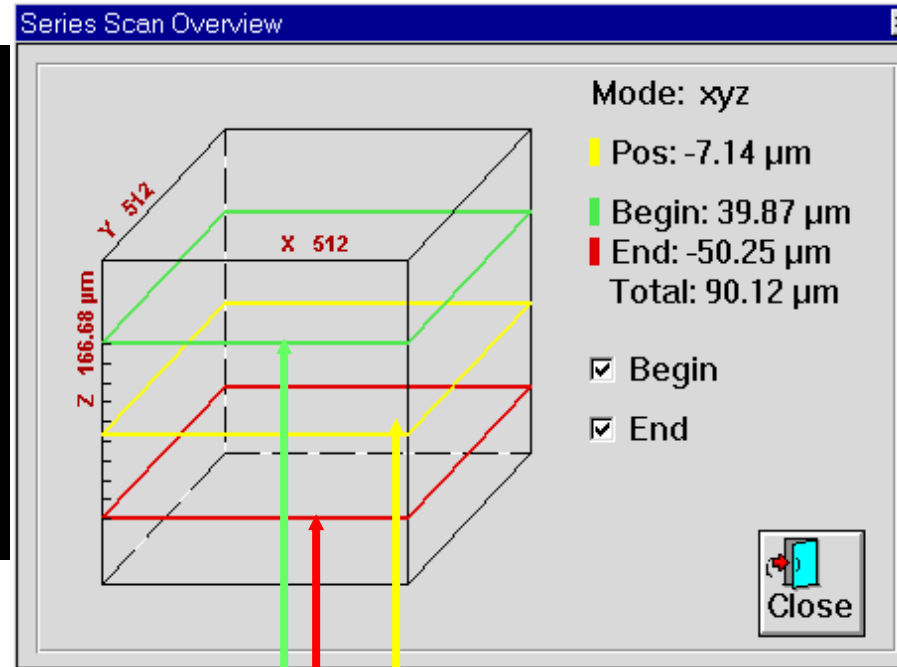 Series Scan Overview
Mode: xyz
Pos: -7.14 µm
Begin: 39.87 µm
End: -50.25 µm
Total: 90.12 µm
Begin
End
Y 512
X 512
Z 166.68 µm
Close